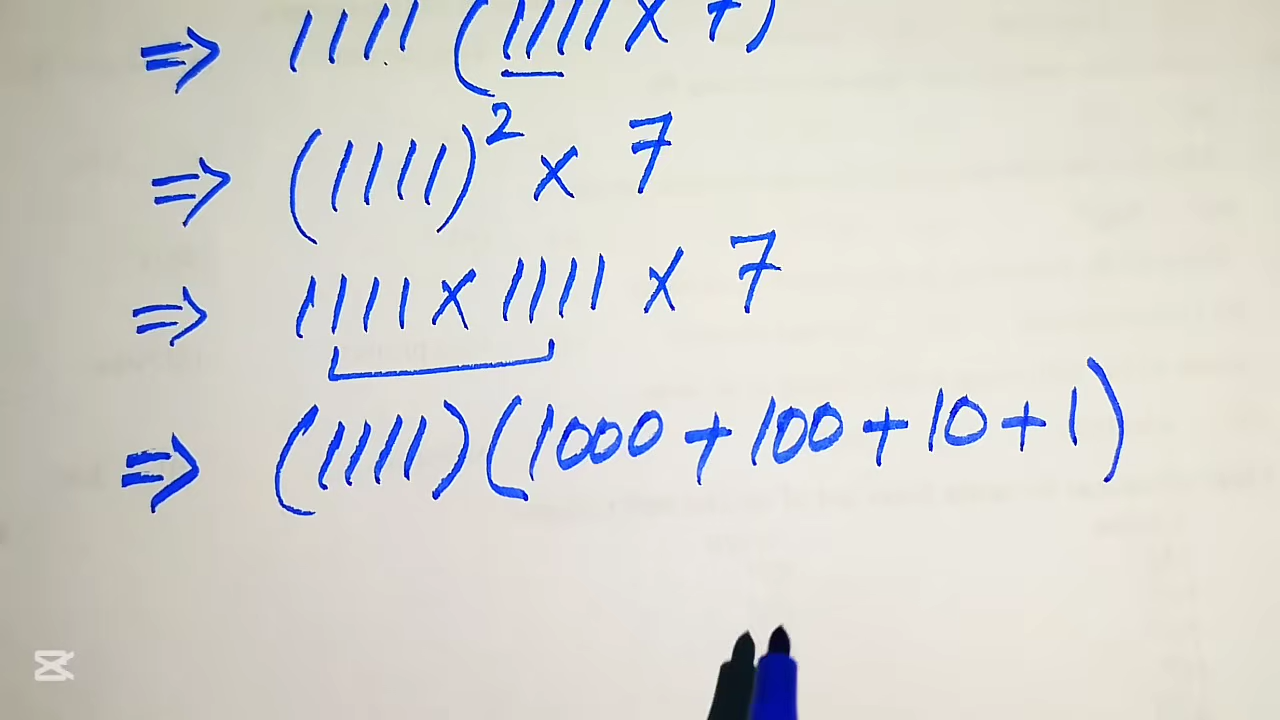 ⇒ 1111 (1111 × 7)
⇒ (1111)² × 7
⇒ 1111 × 1111 × 7
⇒ (1111)(1000 + 100 + 10 + 1)